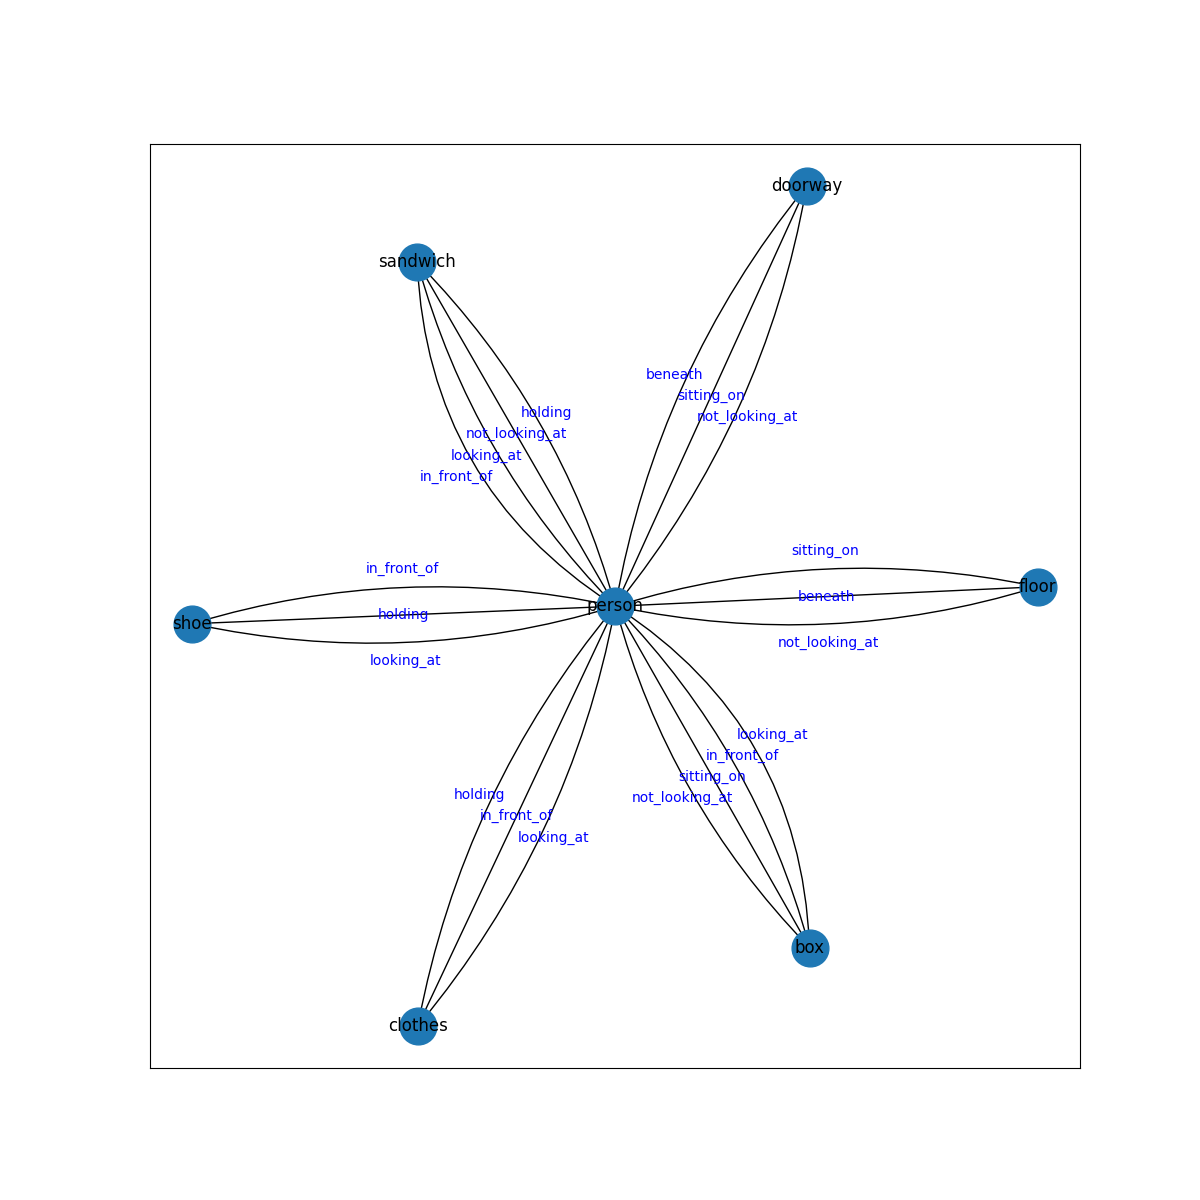 doorway
sandwich
beneath
sitting_on
holding
not_looking_at
not_looking_at
looking_at
in_front_of
sitting_on
in_front_of
floor
beneath
person
holding
shoe
not_looking_at
looking_at
looking_at
in_front_of
sitting_on
holding
not_looking_at
in_front_of
looking_at
box
clothes